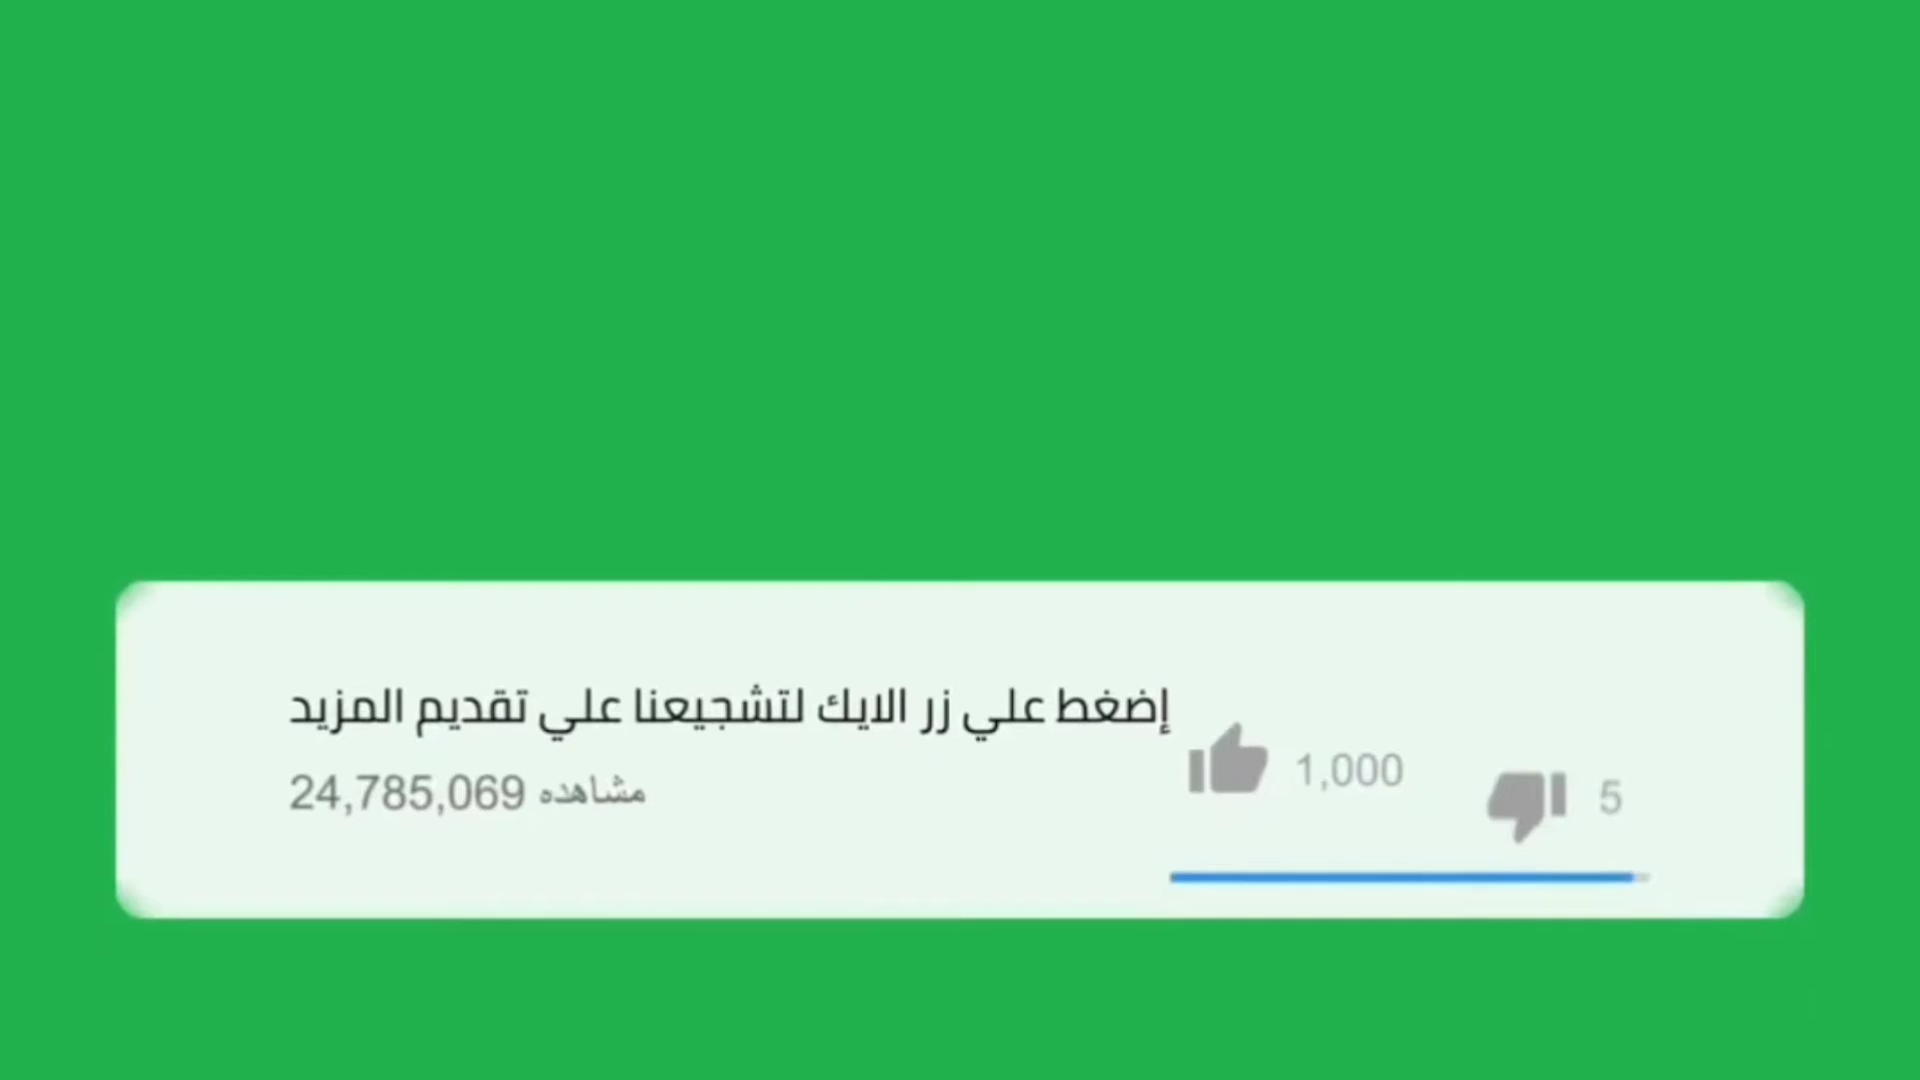 إضغط علي زر الايك لتشجيعنا علي تقديم المزيد
24,785,069 مشاهده
1,000
5